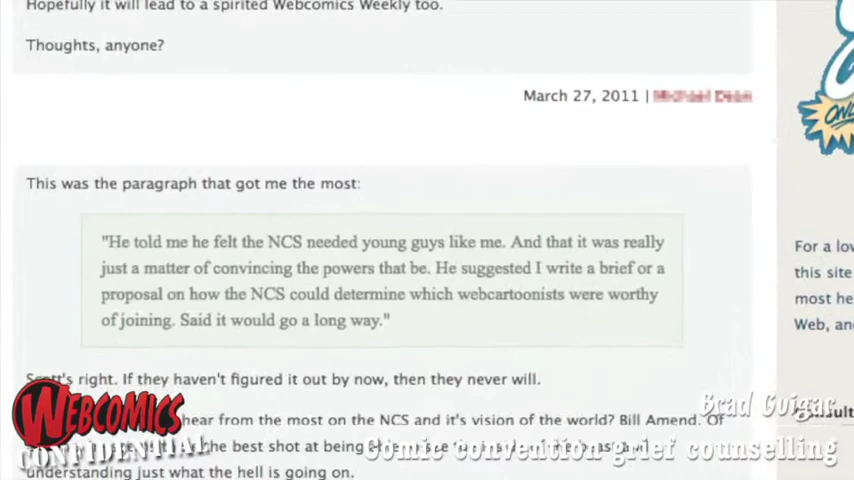 Hopefully it will lead to a spirited Webcomics Weekly too.
Thoughts, anyone?
March 27, 2011 |
This was the paragraph that got me the most:
"He told me he felt the NCS needed young guys like me. And that it was really
just a matter of convincing the powers that be. He suggested I write a brief or a
proposal on how the NCS could determine which webcartoonists were worthy
of joining. Said it would go a long way."
Scott's right. If they haven't figured it out by now, then they never will.
hear from the most on the NCS and it's vision of the world? Bill Amend. Of
the best shot at being
understanding just what the hell is going on.
For a lo
this site
most he
Web, an
ONL
WEBCOMICS
CONFIDENTIAL
Brad Guigar
Comic convention grief counselling